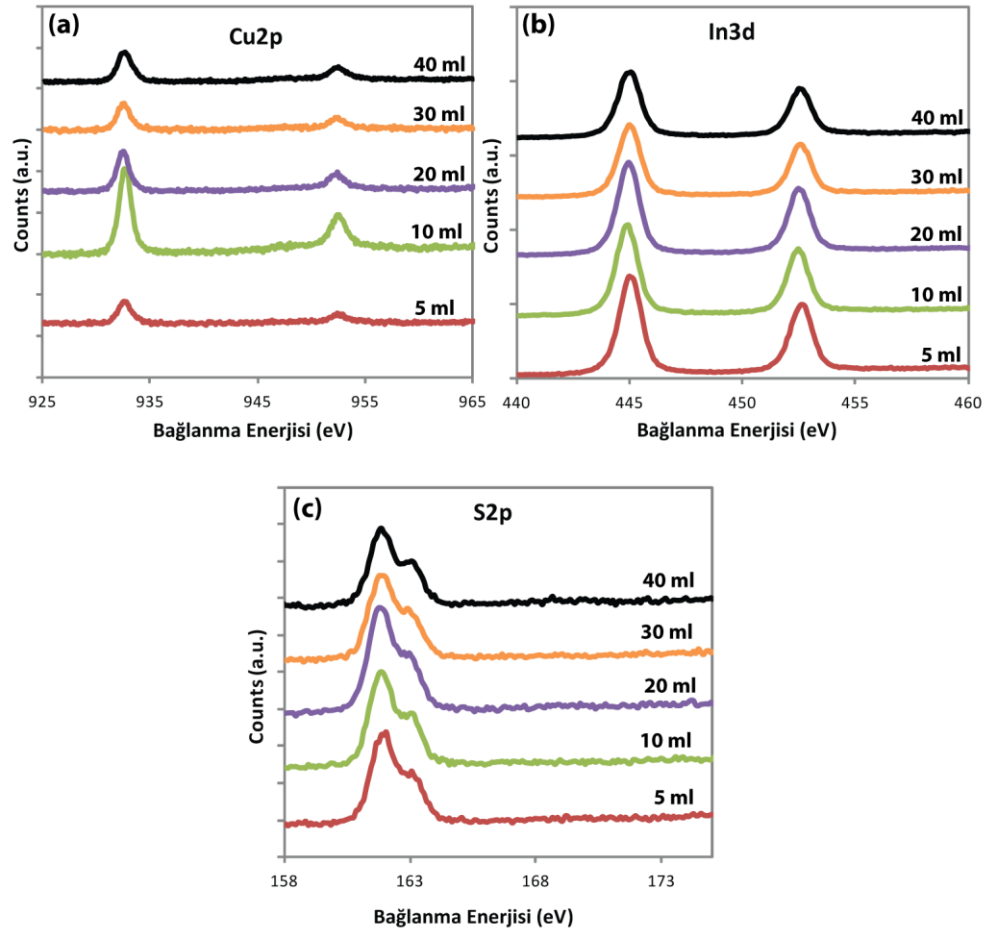 (a)
Cu2p
40 ml
30 ml
20 ml
10 ml
5 ml
Counts (a.u.)
925 935 945 955 965
Bağlanma Enerjisi (eV)
(b)
In3d
40 ml
30 ml
20 ml
10 ml
5 ml
Counts (a.u.)
440 445 450 455 460
Bağlanma Enerjisi (eV)
(c)
S2p
40 ml
30 ml
20 ml
10 ml
5 ml
Counts (a.u.)
158 163 168 173
Bağlanma Enerjisi (eV)